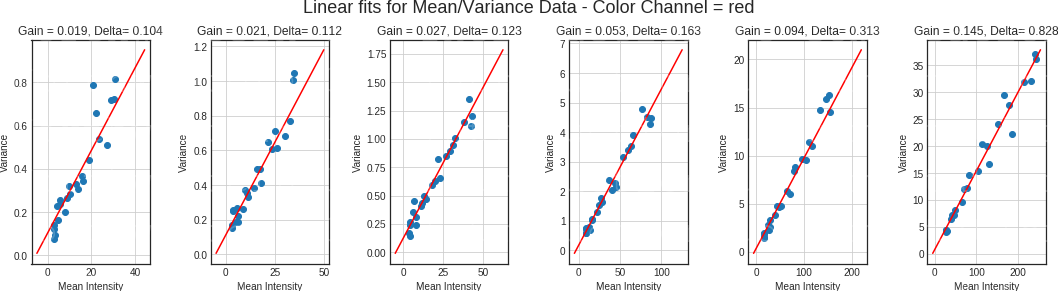 Linear fits for Mean/Variance Data - Color Channel = red
Gain = 0.019, Delta= 0.104
Variance
0.8
0.6
0.4
0.2
0.0
0 20 40
Mean Intensity
Gain = 0.021, Delta= 0.112
Variance
1.2
1.0
0.8
0.6
0.4
0.2
0.0
0 25 50
Mean Intensity
Gain = 0.027, Delta= 0.123
Variance
1.75
1.50
1.25
1.00
0.75
0.50
0.25
0.00
0 25 50
Mean Intensity
Gain = 0.053, Delta= 0.163
Variance
7
6
5
4
3
2
1
0
0 50 100
Mean Intensity
Gain = 0.094, Delta= 0.313
Variance
20
15
10
5
0
0 100 200
Mean Intensity
Gain = 0.145, Delta= 0.828
Variance
35
30
25
20
15
10
5
0
0 100 200
Mean Intensity